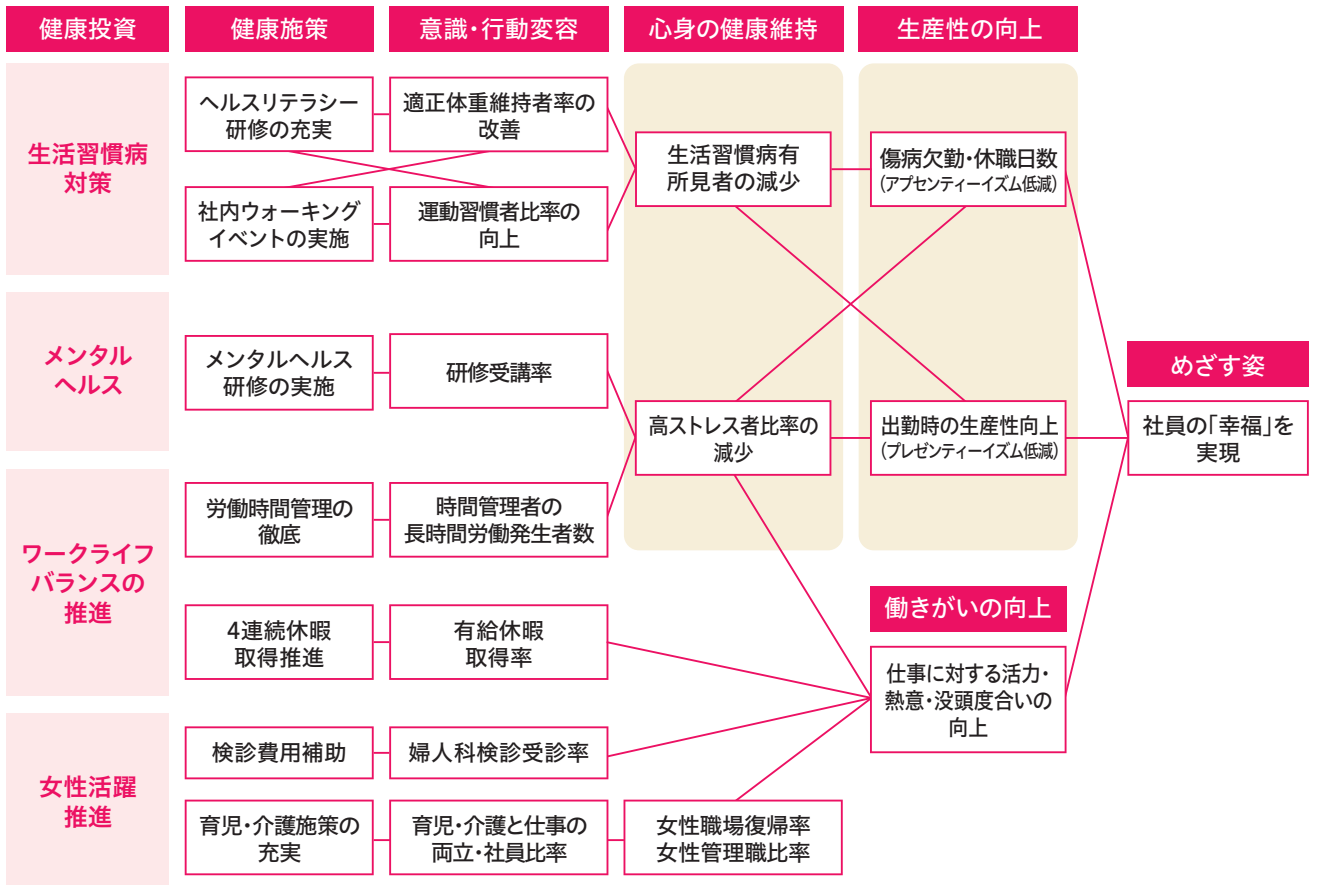 健康投資
健康施策
意識・行動変容
心身の健康維持
生産性の向上
生活習慣病
対策
ヘルスリテラシー
研修の充実
適正体重維持者率の
改善
社内ウォーキング
イベントの実施
運動習慣者比率の
向上
生活習慣病有
所見者の減少
傷病欠勤・休職日数
(アプセンティーイズム低減)
メンタル
ヘルス
メンタルヘルス
研修の実施
研修受講率
高ストレス者比率の
減少
出勤時の生産性向上
(プレゼンティーイズム低減)
めざす姿
社員の「幸福」を
実現
ワークライフ
バランスの
推進
労働時間管理の
徹底
時間管理者の
長時間労働発生者数
4連続休暇
取得推進
有給休暇
取得率
働きがいの向上
仕事に対する活力・
熱意・没頭度合いの
向上
女性活躍
推進
検診費用補助
婦人科検診受診率
育児・介護施策の
充実
育児・介護と仕事の
両立・社員比率
女性職場復帰率
女性管理職比率